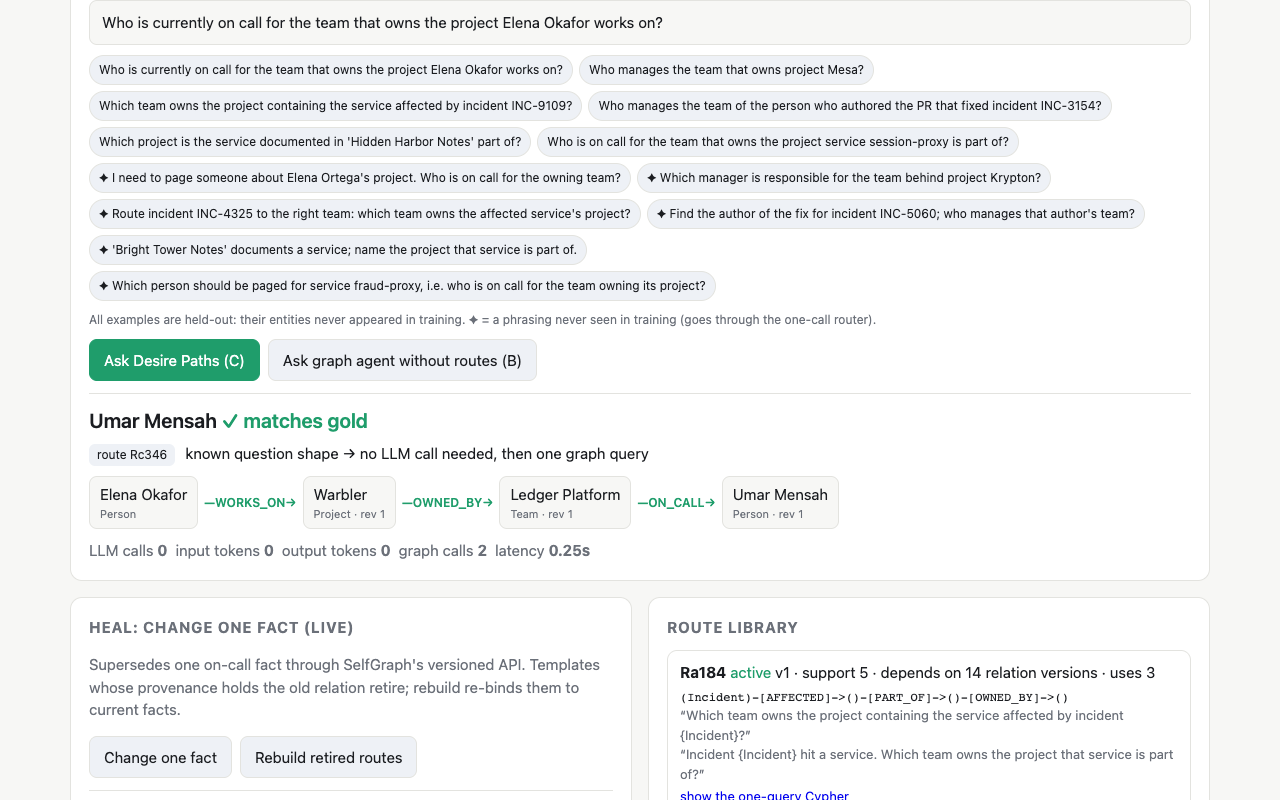 Who is currently on call for the team that owns the project Elena Okafor works on?
Who is currently on call for the team that owns the project Elena Okafor works on?
Who manages the team that owns project Mesa?
Which team owns the project containing the service affected by incident INC-9109?
Who manages the team of the person who authored the PR that fixed incident INC-3154?
Which project is the service documented in 'Hidden Harbor Notes' part of?
Who is on call for the team that owns the project service session-proxy is part of?
✦ I need to page someone about Elena Ortega's project. Who is on call for the owning team?
✦ Which manager is responsible for the team behind project Krypton?
✦ Route incident INC-4325 to the right team: which team owns the affected service's project?
✦ Find the author of the fix for incident INC-5060; who manages that author's team?
✦ 'Bright Tower Notes' documents a service; name the project that service is part of.
✦ Which person should be paged for service fraud-proxy, i.e. who is on call for the team owning its project?
All examples are held-out: their entities never appeared in training. ✦ = a phrasing never seen in training (goes through the one-call router).
Ask Desire Paths (C)
Ask graph agent without routes (B)
Umar Mensah ✓ matches gold
route Rc346 known question shape → no LLM call needed, then one graph query
Elena Okafor
Person
—WORKS_ON→
Warbler
Project · rev 1
—OWNED_BY→
Ledger Platform
Team · rev 1
—ON_CALL→
Umar Mensah
Person · rev 1
LLM calls 0 input tokens 0 output tokens 0 graph calls 2 latency 0.25s
HEAL: CHANGE ONE FACT (LIVE)
Supersedes one on-call fact through SelfGraph's versioned API. Templates
whose provenance holds the old relation retire; rebuild re-binds them to
current facts.
Change one fact
Rebuild retired routes
ROUTE LIBRARY
Ra184 active v1 · support 5 · depends on 14 relation versions · uses 3
(Incident)-[AFFECTED]->()-[PART_OF]->()-[OWNED_BY]->()
“Which team owns the project containing the service affected by incident
{Incident}?”
“Incident {Incident} hit a service. Which team owns the project that service is part
of?”
show the one-query Cypher